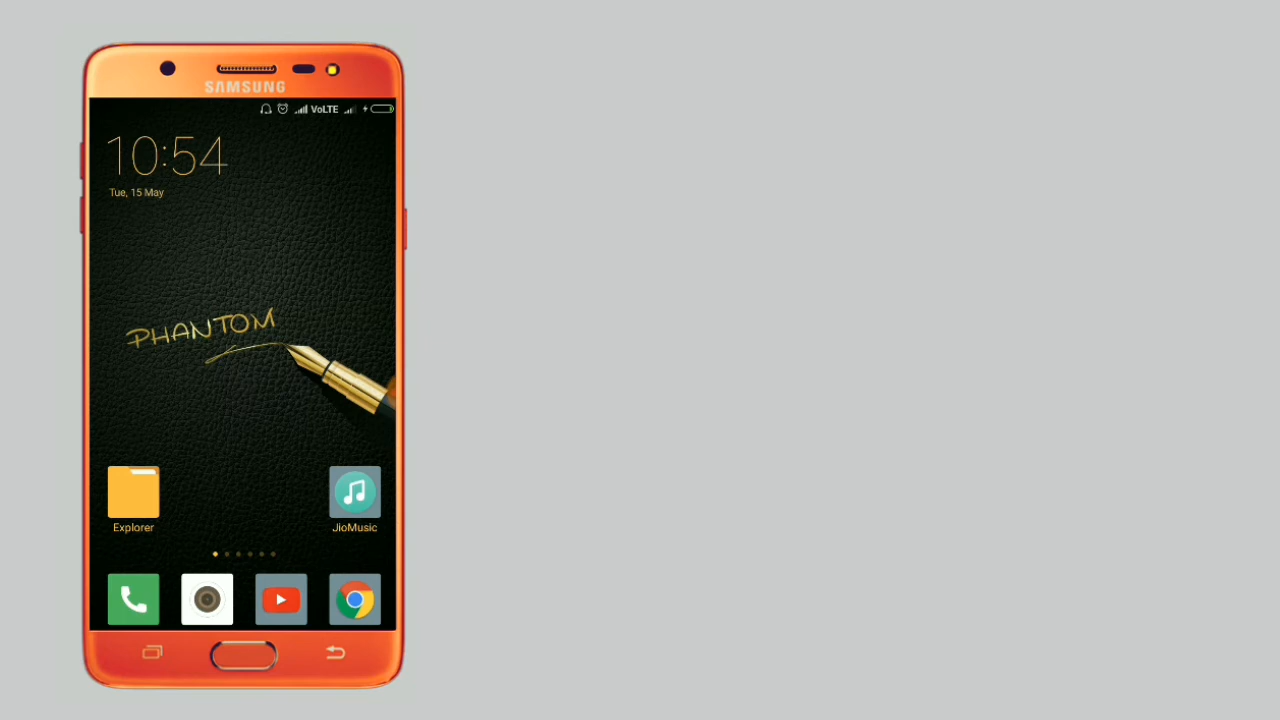 SAMSUNG
VoLTE
10:54
Tue, 15 May
PHANTOM
Explorer
JioMusic